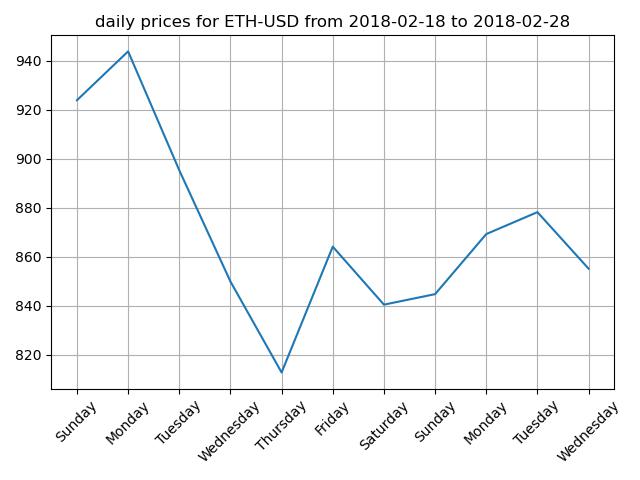 daily prices for ETH-USD from 2018-02-18 to 2018-02-28
940
920
900
880
860
840
820
Sunday
Monday
Tuesday
Wednesday
Thursday
Friday
Saturday
Sunday
Monday
Tuesday
Wednesday